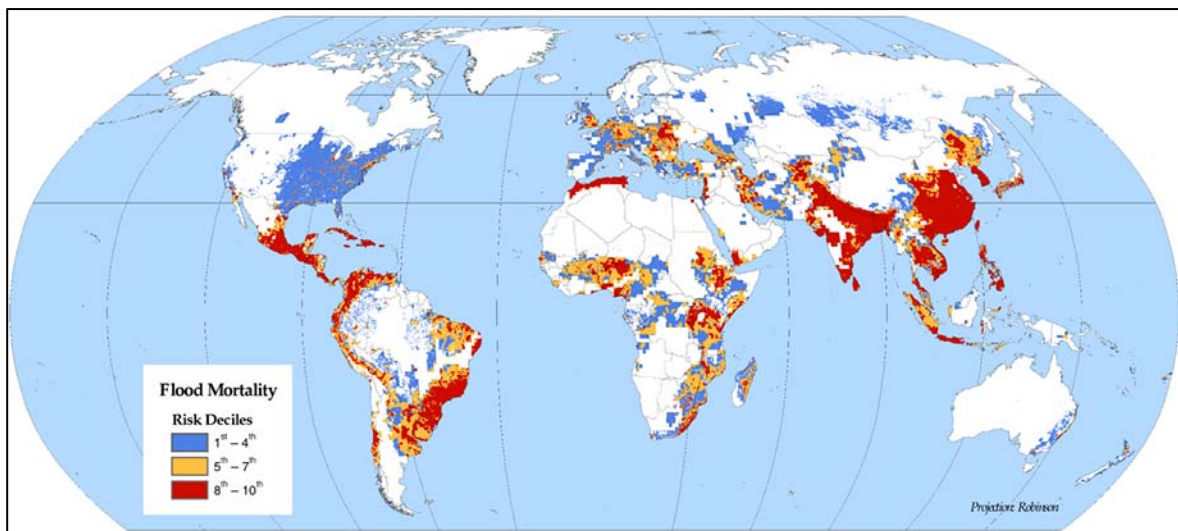 Flood Mortality
Risk Deciles
1st – 4th
5th – 7th
8th – 10th
Projection: Robinson